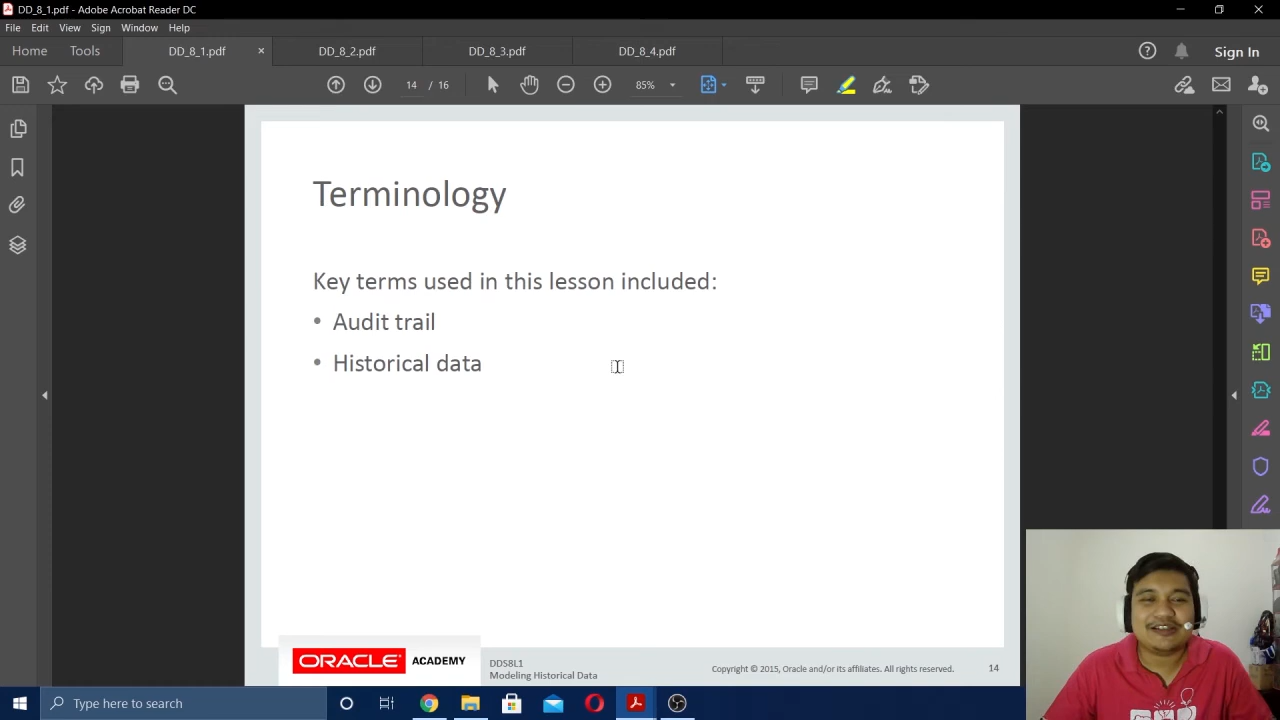 DD_8_1.pdf - Adobe Acrobat Reader DC
File Edit View Sign Window Help
Home Tools DD_8_1.pdf × DD_8_2.pdf DD_8_3.pdf DD_8_4.pdf Sign In
14 / 16 85%
Terminology
Key terms used in this lesson included:
• Audit trail
• Historical data
ORACLE ACADEMY
DDS8L1
Modeling Historical Data
Copyright © 2015, Oracle and/or its affiliates. All rights reserved. 14
Type here to search